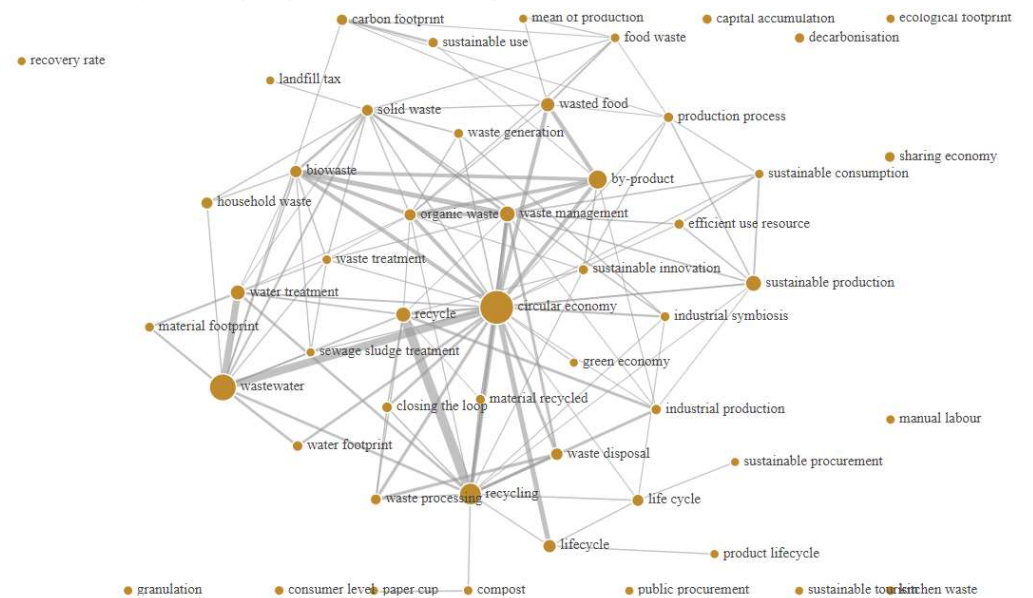 carbon footprint
mean of production
capital accumulation
ecological footprint
sustainable use
food waste
decarbonisation
recovery rate
landfill tax
solid waste
wasted food
production process
waste generation
sharing economy
biowaste
by-product
sustainable consumption
household waste
organic waste
waste management
efficient use resource
waste treatment
sustainable innovation
sustainable production
water treatment
circular economy
recycle
industrial symbiosis
material footprint
sewage sludge treatment
green economy
wastewater
material recycled
closing the loop
industrial production
manual labour
water footprint
waste disposal
sustainable procurement
waste processing
recycling
life cycle
lifecycle
product lifecycle
granulation
consumer level
paper cup
compost
public procurement
sustainable tourism
kitchen waste